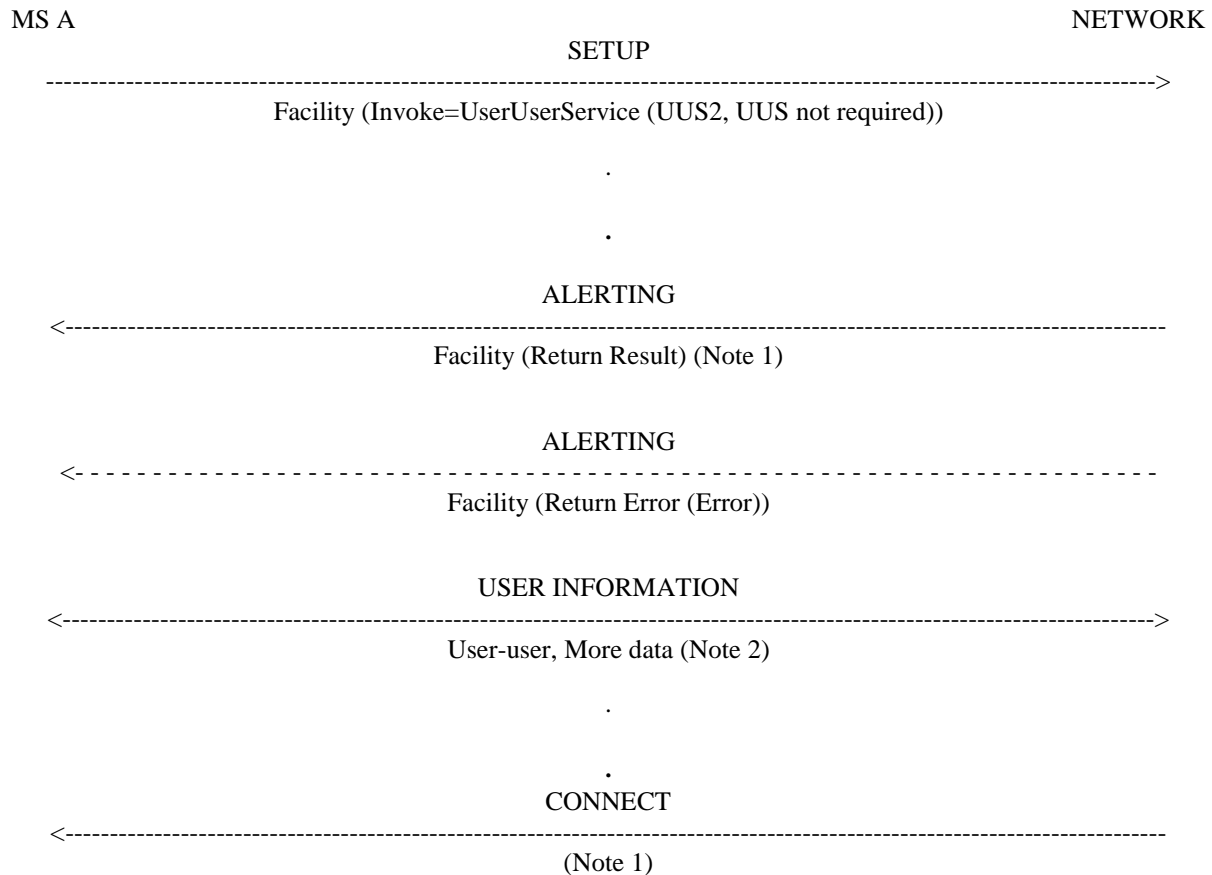 MS A NETWORK
SETUP
-------------------------------------------------------------------------------------------------------------------------------->
Facility (Invoke=UserUserService (UUS2, UUS not required))
.
.
ALERTING
<-------------------------------------------------------------------------------------------------------------------------------
Facility (Return Result) (Note 1)
ALERTING
<- - - - - - - - - - - - - - - - - - - - - - - - - - - - - - - - - - - - - - - - - - - - - - - - - - - - - - - - - - - - - - - - - - - - - -
Facility (Return Error (Error))
USER INFORMATION
<------------------------------------------------------------------------------------------------------------------------------>
User-user, More data (Note 2)
.
.
CONNECT
<-------------------------------------------------------------------------------------------------------------------------------
(Note 1)